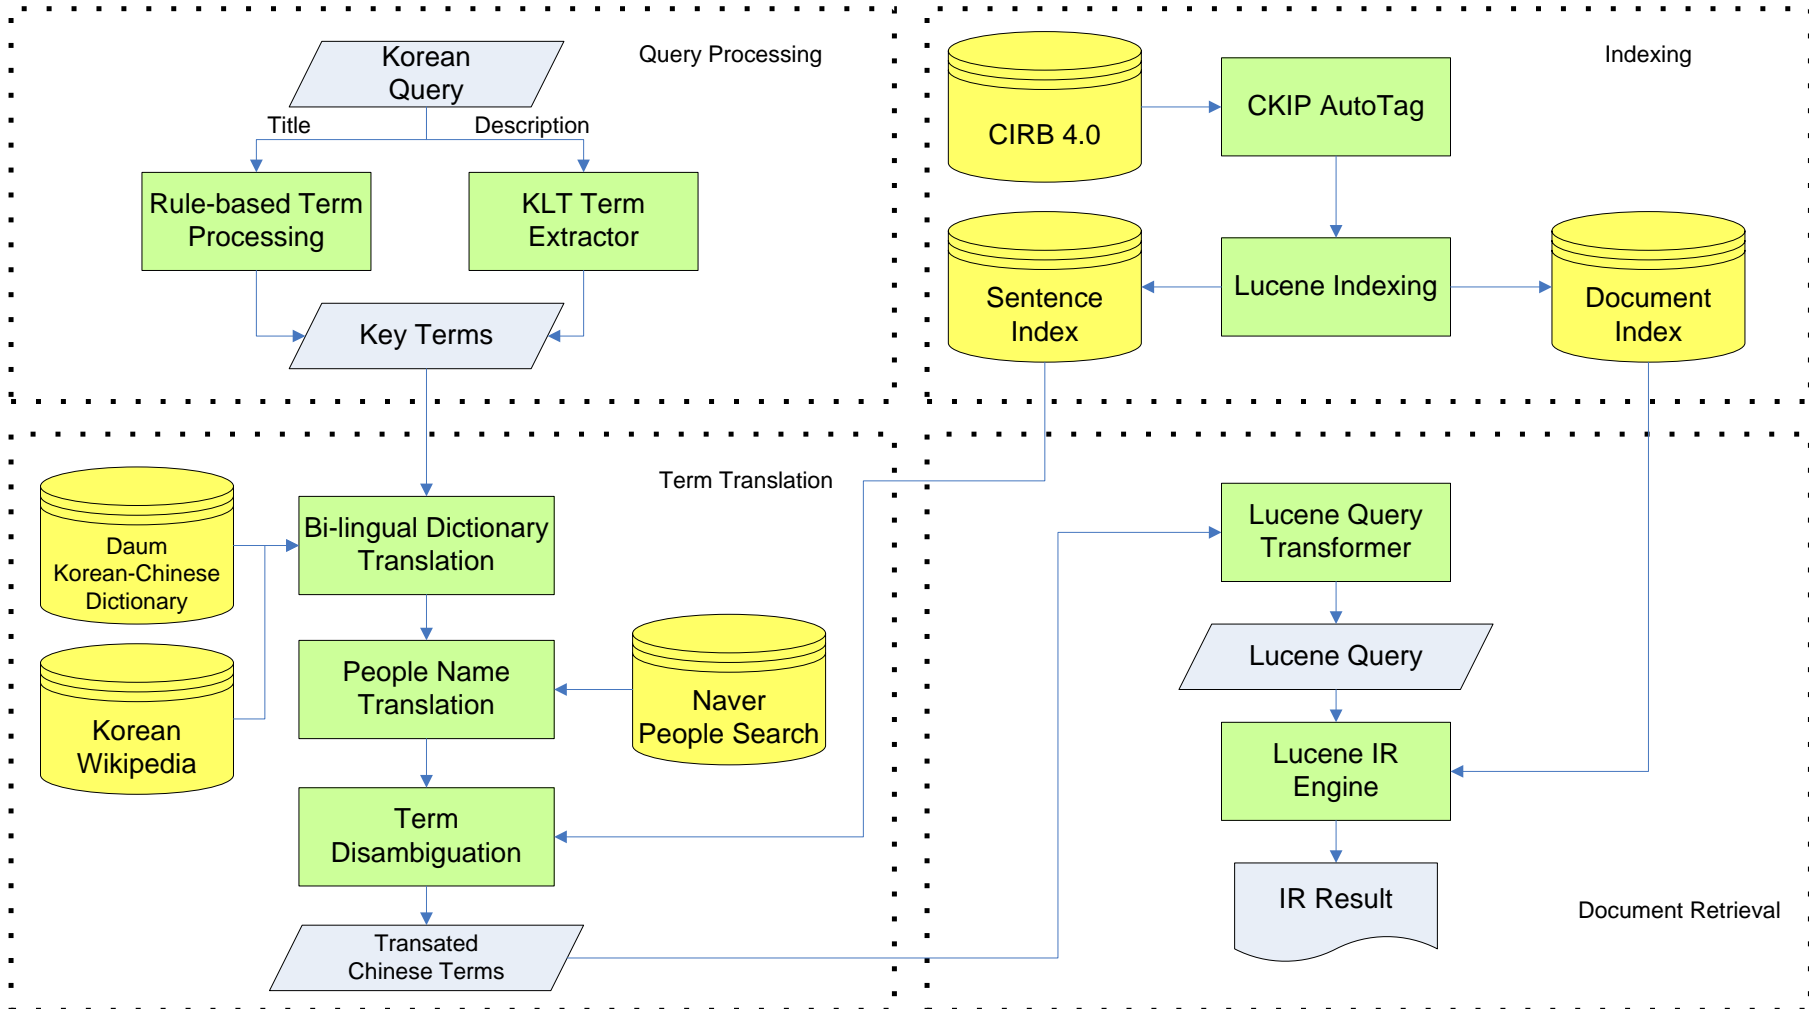 Query Processing
Korean
Query
Title
Description
Rule-based Term
Processing
KLT Term
Extractor
Key Terms
Indexing
CIRB 4.0
CKIP AutoTag
Sentence
Index
Lucene Indexing
Document
Index
Term Translation
Daum
Korean-Chinese
Dictionary
Bi-lingual Dictionary
Translation
Korean
Wikipedia
People Name
Translation
Naver
People Search
Term
Disambiguation
Transated
Chinese Terms
Lucene Query
Transformer
Lucene Query
Lucene IR
Engine
IR Result
Document Retrieval